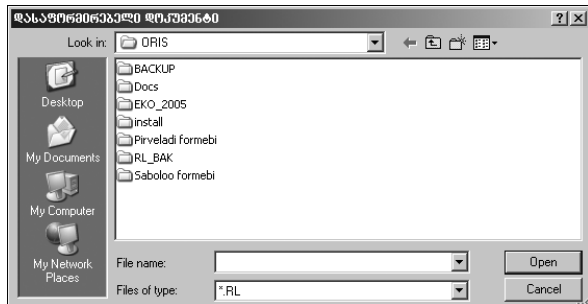 ᲓᲐᲡᲐᲤᲝᲠᲛᲘᲠᲔᲑᲔᲚᲘ ᲓᲝᲙᲣᲛᲔᲜᲢᲘ
Look in: ORIS
BACKUP
Docs
EKO_2005
install
Pirveladi formebi
RL_BAK
Saboloo formebi
Desktop
My Documents
My Computer
My Network Places
File name: Open
Files of type: *.RL Cancel